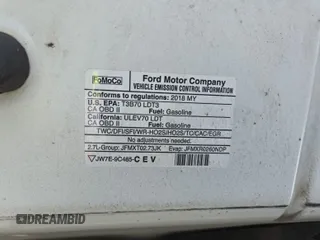 FoMoCo
Ford Motor Company
VEHICLE EMISSION CONTROL INFORMATION
Conforms to regulations: 2018 MY
U.S. EPA: T3B70 LDT3
CA OBD II Fuel: Gasoline
California: ULEV70 LDT
CA OBD II Fuel: Gasoline
TWC/DFI/SFI/WR-HO2S/HO2S/TC/CAC/EGR
No adjustments needed.
2.7L-Group: JFMXT02.73JK Evap: JFMXR0260NDP
JW7E-9C485-CEV
DREAMBID